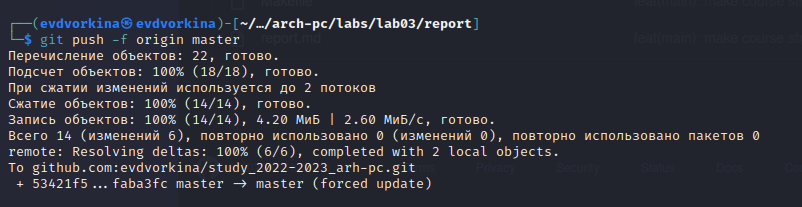 (evdvorkina㉿evdvorkina)-[~/…/arch-pc/labs/lab03/report]
$ git push -f origin master
Перечисление объектов: 22, готово.
Подсчет объектов: 100% (18/18), готово.
При сжатии изменений используется до 2 потоков
Сжатие объектов: 100% (14/14), готово.
Запись объектов: 100% (14/14), 4.20 МиБ | 2.60 МиБ/с, готово.
Всего 14 (изменений 6), повторно использовано 0 (изменений 0), повторно использовано пакетов 0
remote: Resolving deltas: 100% (6/6), completed with 2 local objects.
To github.com:evdvorkina/study_2022-2023_arh-pc.git
+ 53421f5...faba3fc master -> master (forced update)